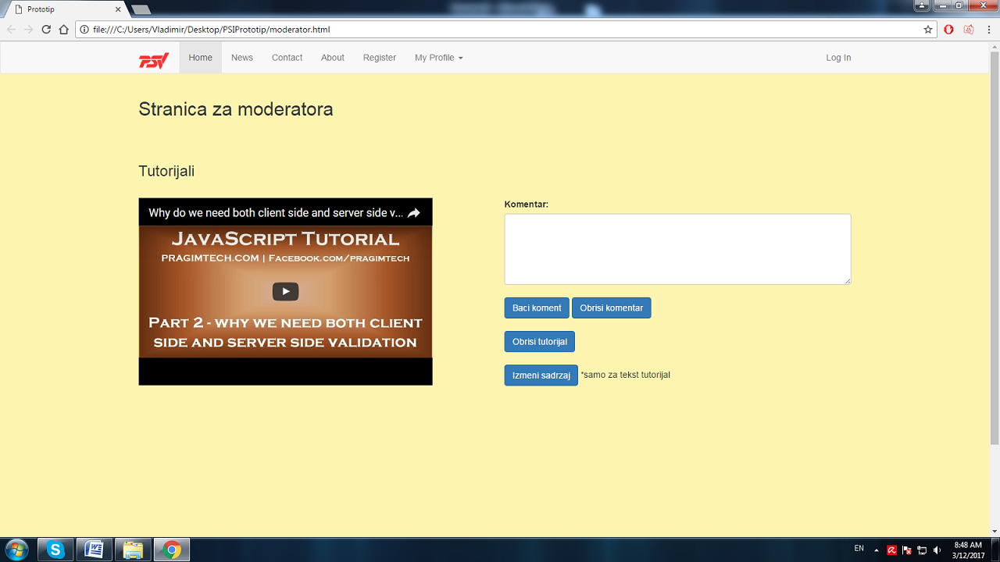 Prototip
file:///C:/Users/Vladimir/Desktop/PSIPrototip/moderator.html
PSV Home News Contact About Register My Profile Log In
Stranica za moderatora
Tutorijali
Why do we need both client side and server side v...
JavaScript Tutorial
PRAGIMTECH.COM | Facebook.com/pragimtech
Part 2 - why we need both client
side and server side validation
Komentar:
Baci koment Obrisi komentar
Obrisi tutorijal
Izmeni sadrzaj *samo za tekst tutorijal
EN
8:48 AM
3/12/2017